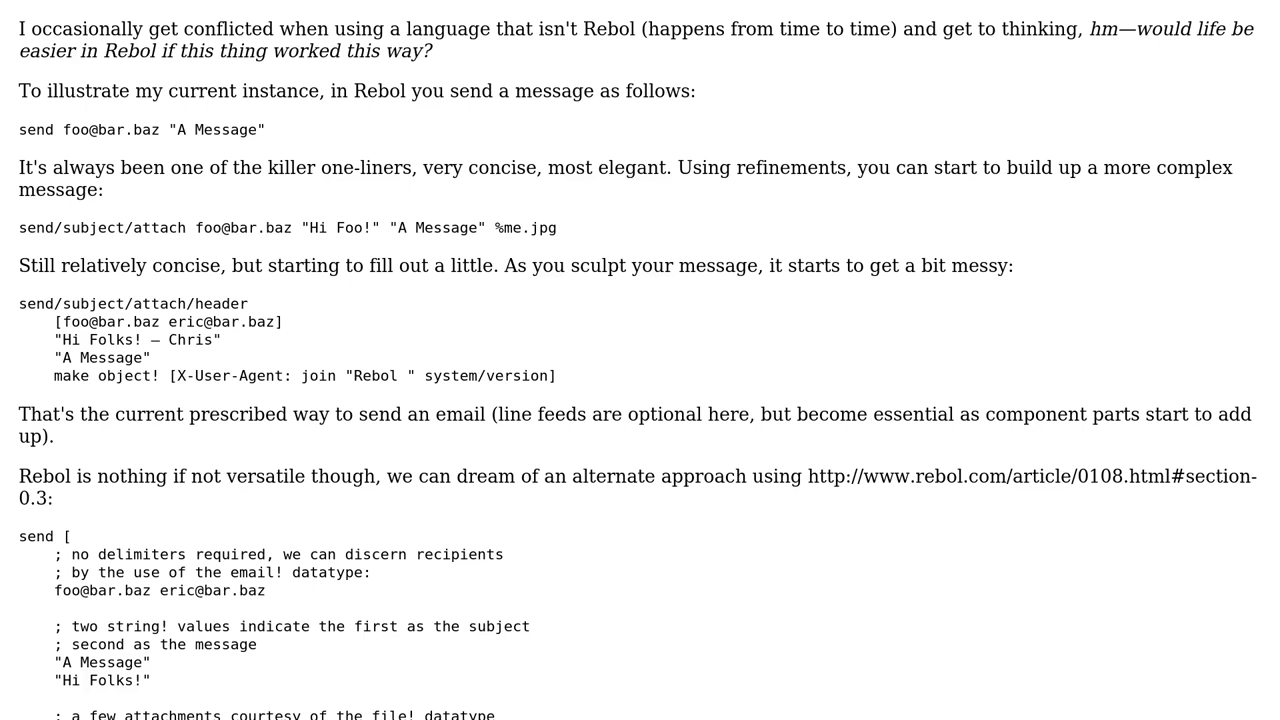 I occasionally get conflicted when using a language that isn't Rebol (happens from time to time) and get to thinking, hm—would life be
easier in Rebol if this thing worked this way?
To illustrate my current instance, in Rebol you send a message as follows:
send foo@bar.baz "A Message"
It's always been one of the killer one-liners, very concise, most elegant. Using refinements, you can start to build up a more complex
message:
send/subject/attach foo@bar.baz "Hi Foo!" "A Message" %me.jpg
Still relatively concise, but starting to fill out a little. As you sculpt your message, it starts to get a bit messy:
send/subject/attach/header
    [foo@bar.baz eric@bar.baz]
    "Hi Folks! — Chris"
    "A Message"
    make object! [X-User-Agent: join "Rebol " system/version]
That's the current prescribed way to send an email (line feeds are optional here, but become essential as component parts start to add
up).
Rebol is nothing if not versatile though, we can dream of an alternate approach using http://www.rebol.com/article/0108.html#section-
0.3:
send [
    ; no delimiters required, we can discern recipients
    ; by the use of the email! datatype:
    foo@bar.baz eric@bar.baz
    ; two string! values indicate the first as the subject
    ; second as the message
    "A Message"
    "Hi Folks!"
    ; a few attachments courtesy of the file! datatype